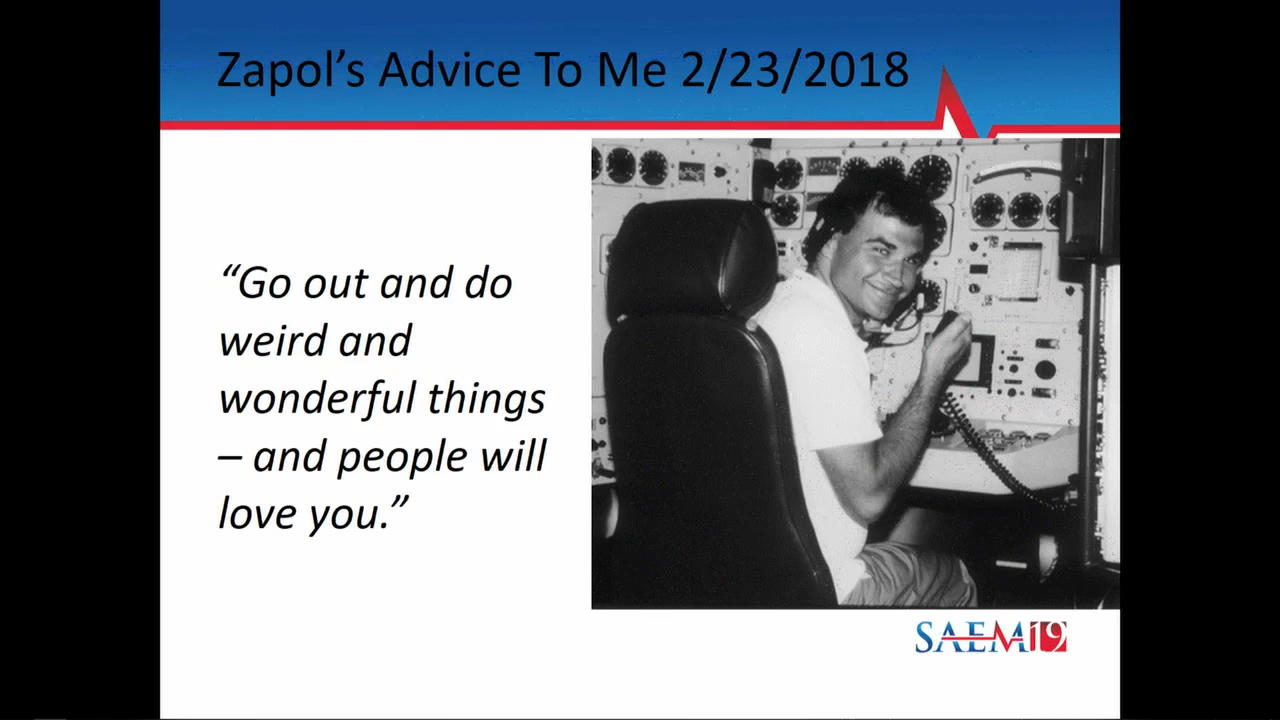 Zapol’s Advice To Me 2/23/2018
“Go out and do
weird and
wonderful things
– and people will
love you.”
SAEM19